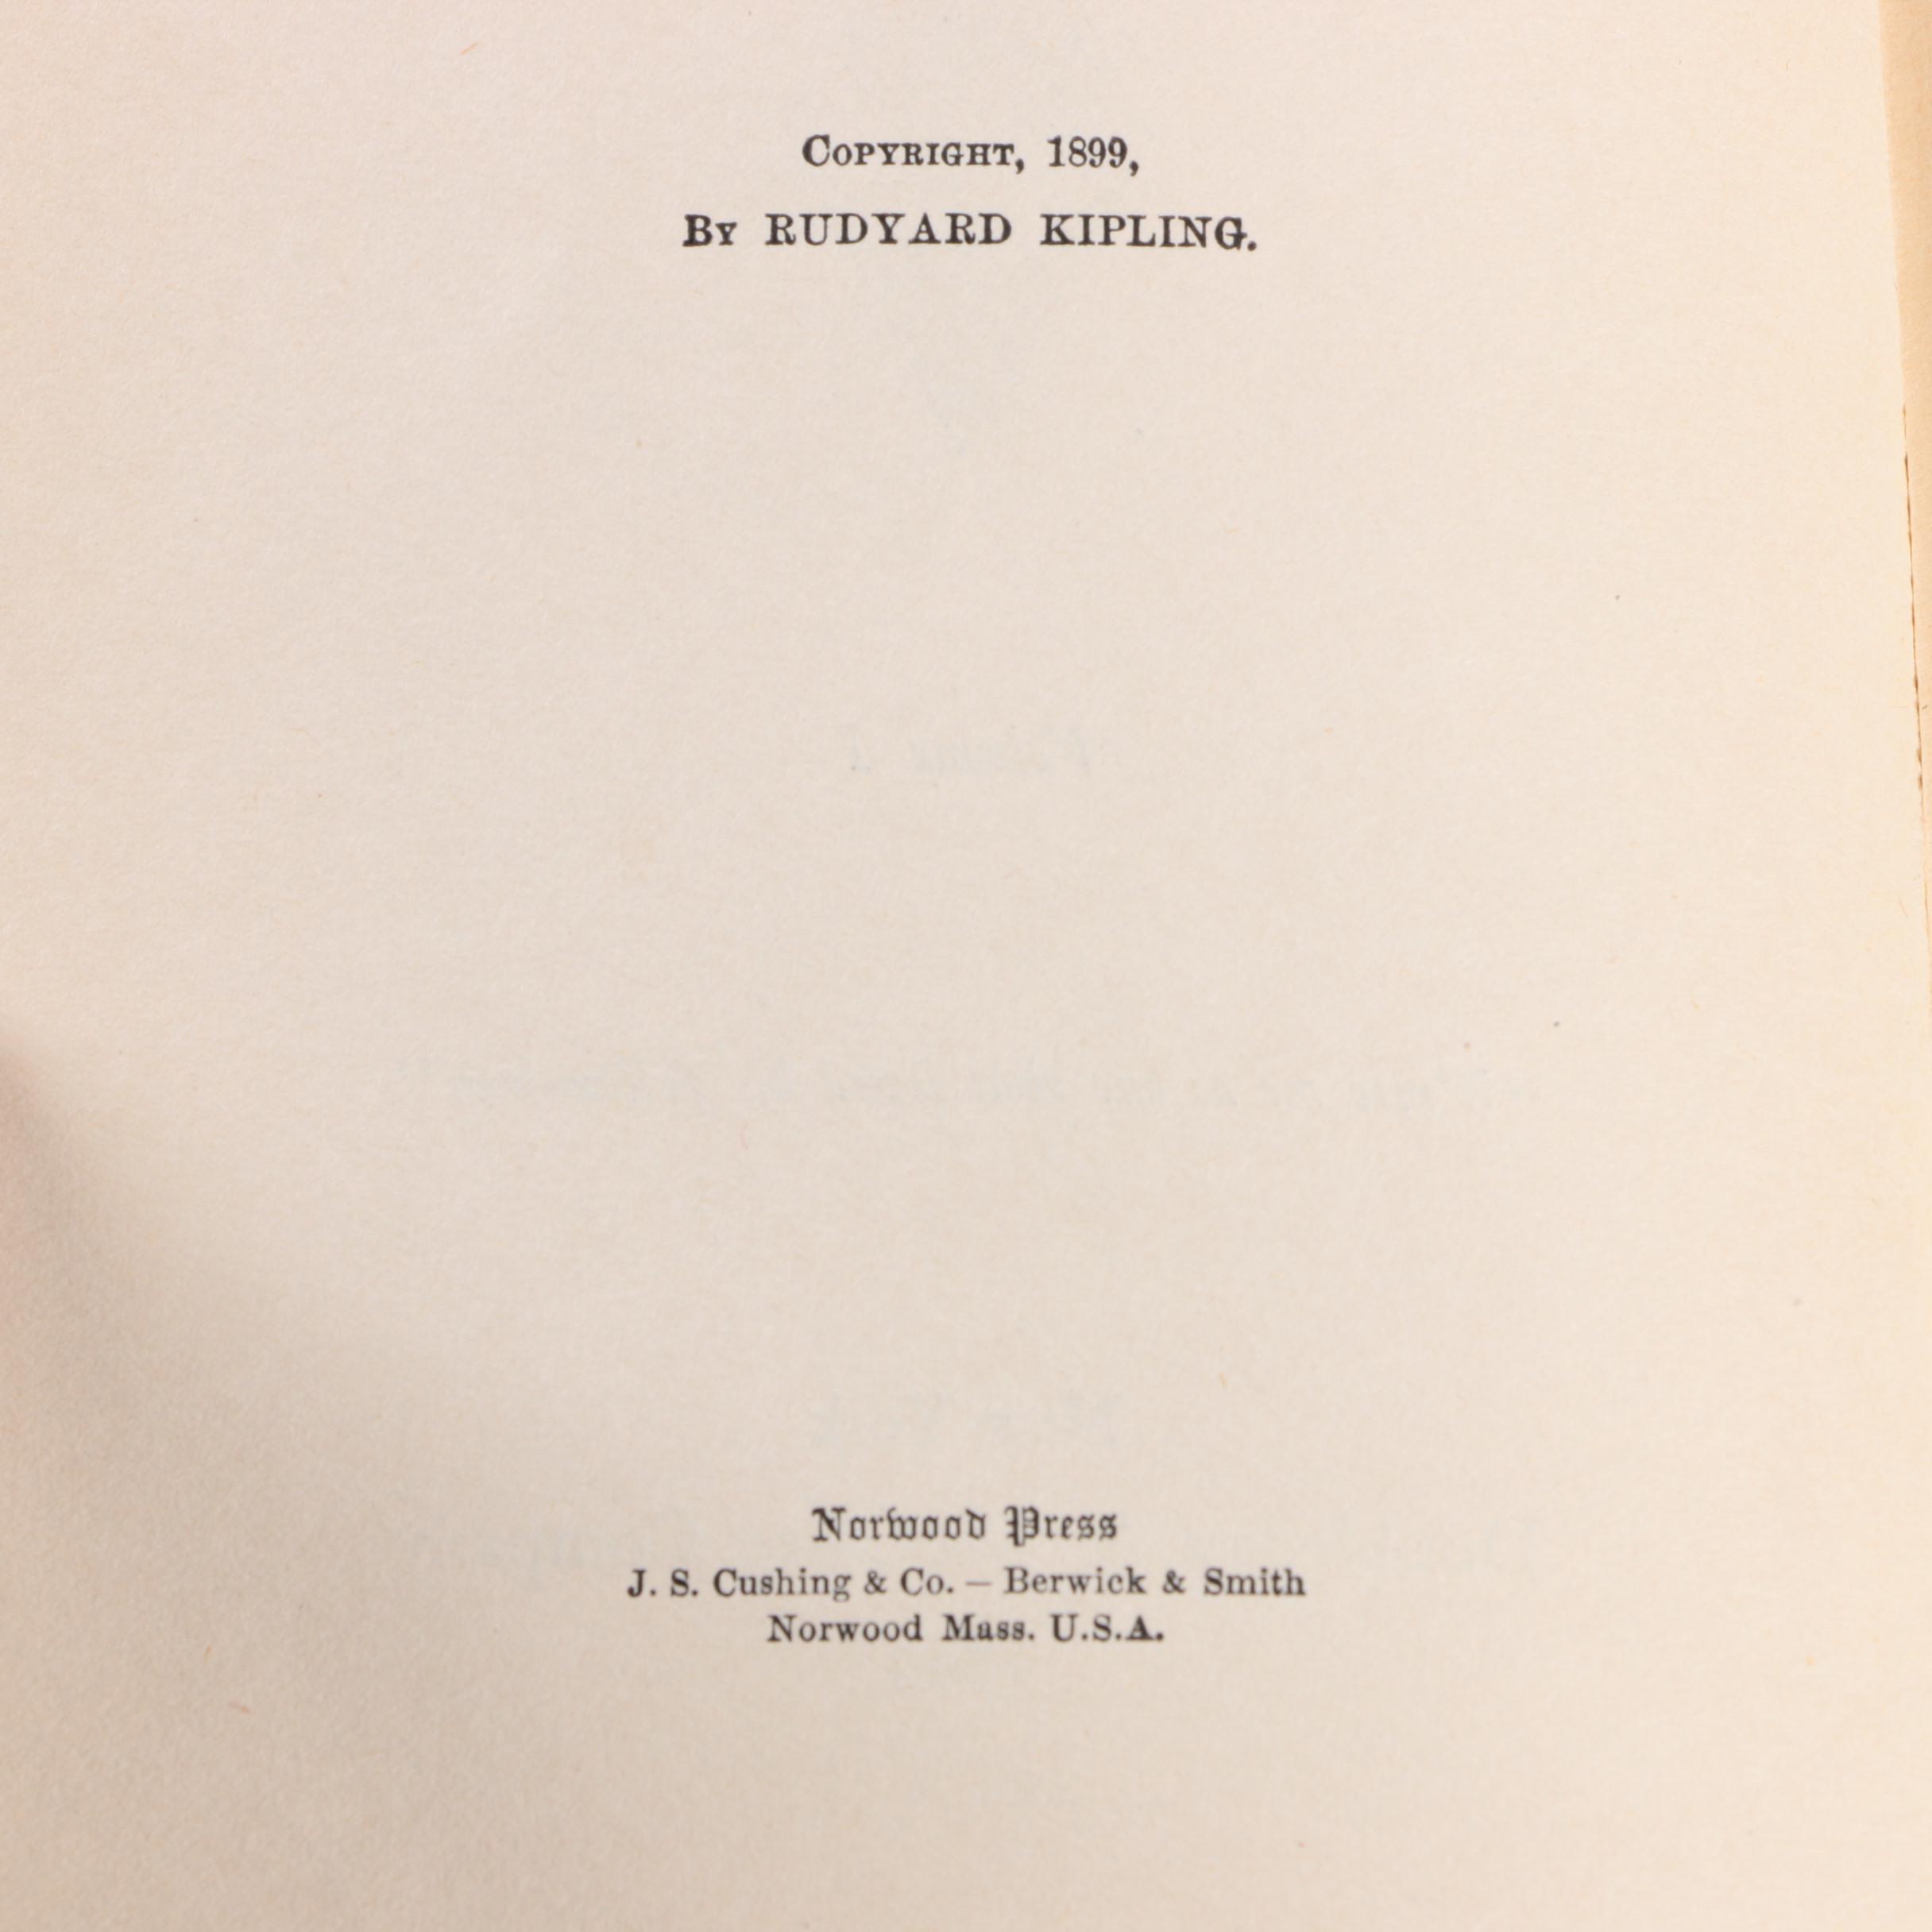 Copyright, 1899,
By RUDYARD KIPLING.
Norwood Press
J. S. Cushing & Co. — Berwick & Smith
Norwood Mass. U.S.A.